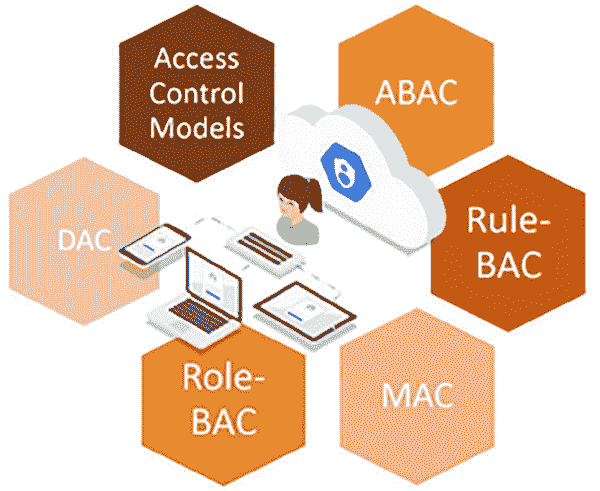 Access
Control
Models
ABAC
Rule-
BAC
MAC
Role-
BAC
DAC